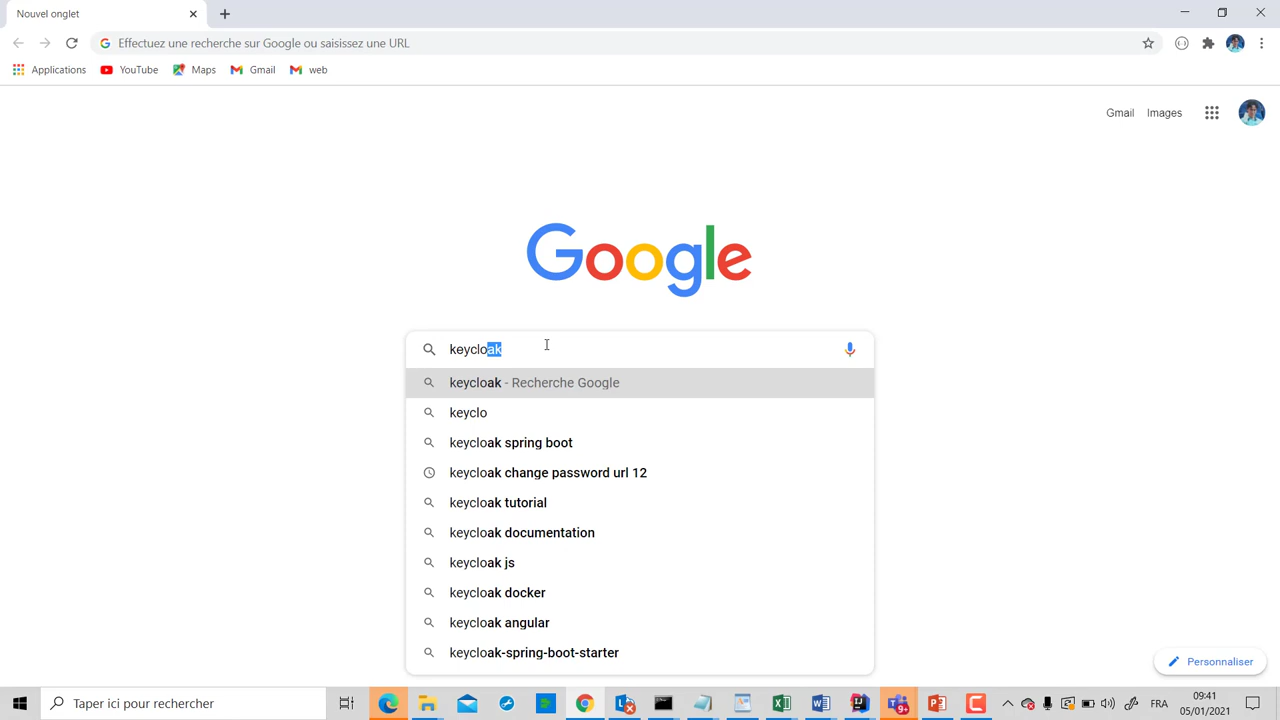 Nouvel onglet
Effectuez une recherche sur Google ou saisissez une URL
Applications YouTube Maps Gmail web
Gmail Images
Google
keycloak
keycloak - Recherche Google
keyclo
keycloak spring boot
keycloak change password url 12
keycloak tutorial
keycloak documentation
keycloak js
keycloak docker
keycloak angular
keycloak-spring-boot-starter
Personnaliser
Taper ici pour rechercher
9+
FRA
09:41
05/01/2021